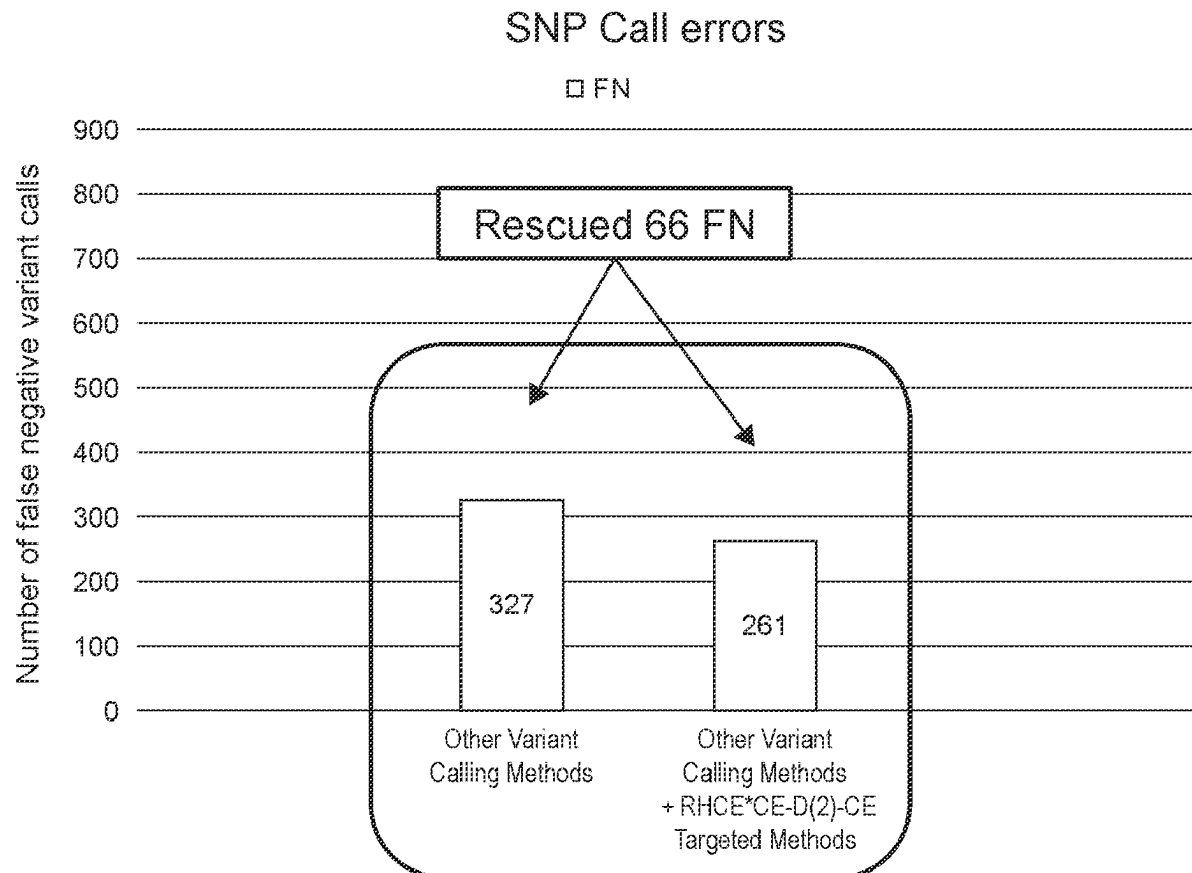 SNP Call errors
FN
900
800
700
600
500
400
300
200
100
0
Number of false negative variant calls
Rescued 66 FN
327
261
Other Variant
Calling Methods
Other Variant
Calling Methods
+ RHCE*CE-D(2)-CE
Targeted Methods